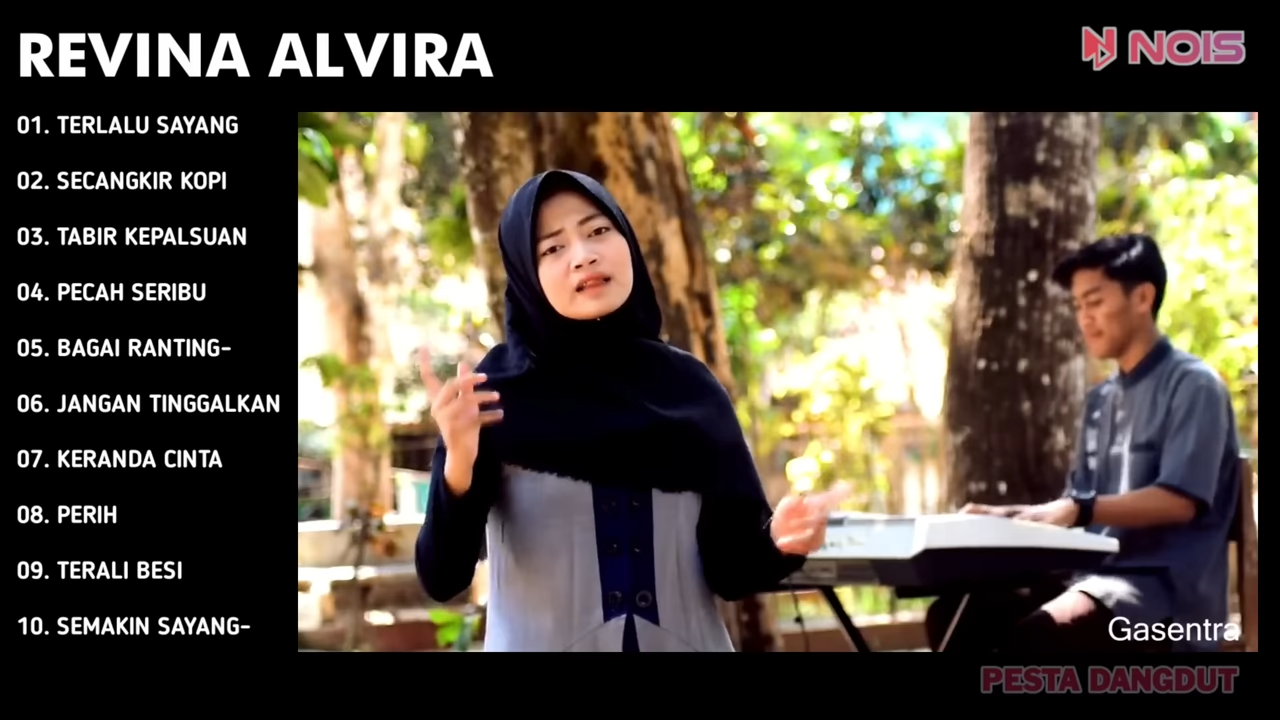 REVINA ALVIRA
NOIS
01. TERLALU SAYANG
02. SECANGKIR KOPI
03. TABIR KEPALSUAN
04. PECAH SERIBU
05. BAGAI RANTING-
06. JANGAN TINGGALKAN
07. KERANDA CINTA
08. PERIH
09. TERALI BESI
10. SEMAKIN SAYANG-
Gasentra
PESTA DANGDUT